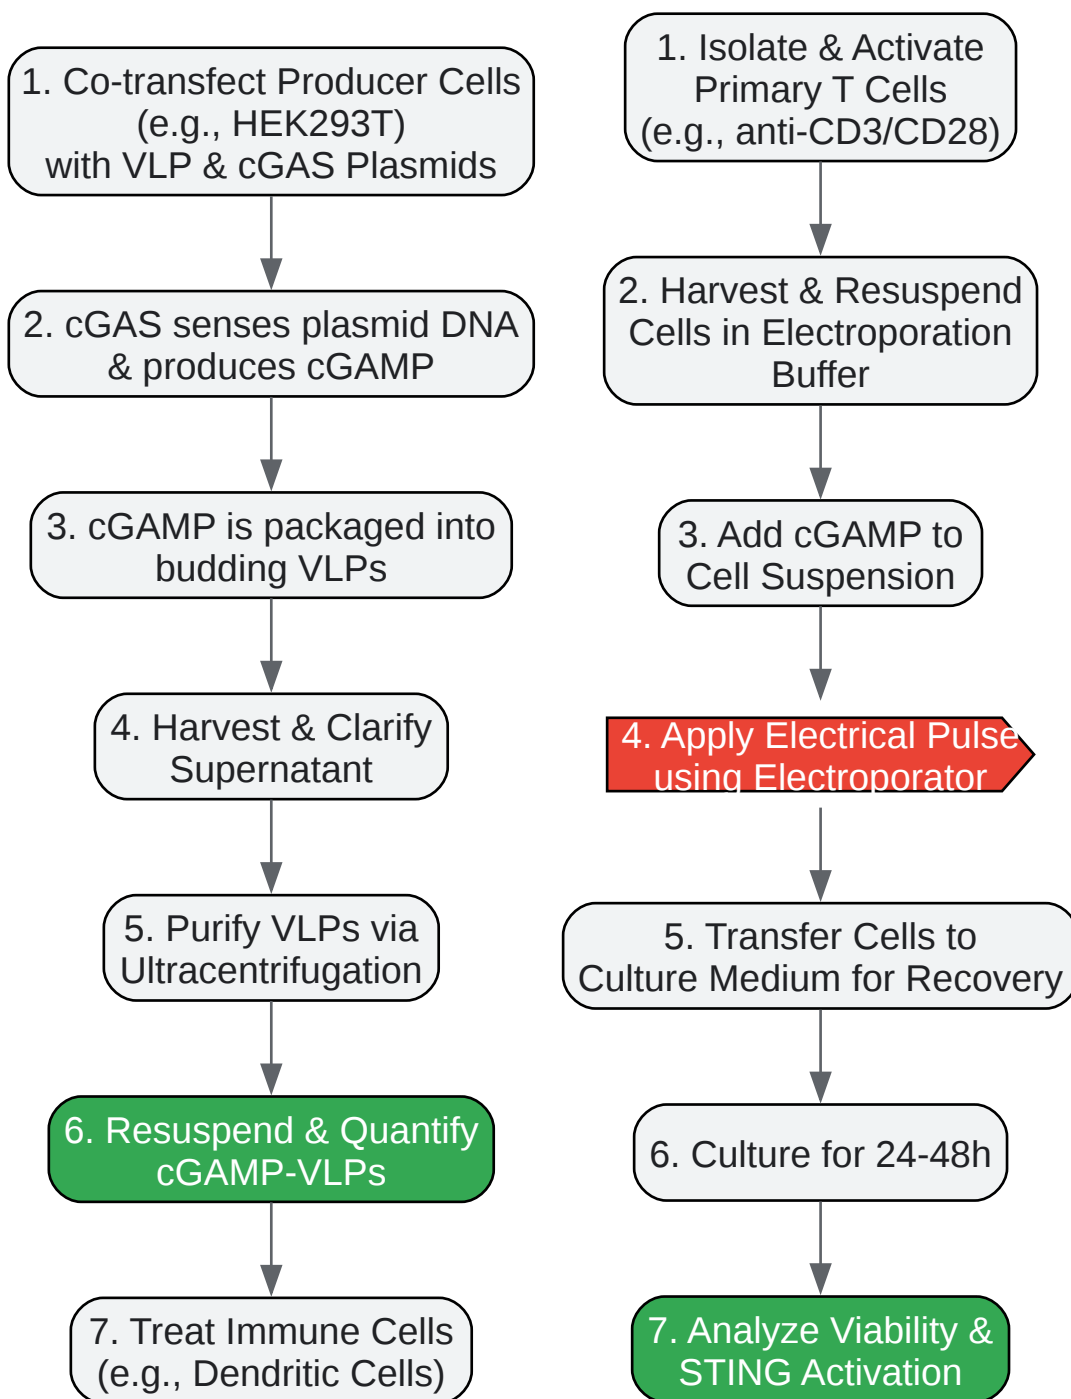 1. Co-transfect Producer Cells
(e.g., HEK293T)
with VLP & cGAS Plasmids
2. cGAS senses plasmid DNA
& produces cGAMP
3. cGAMP is packaged into
budding VLPs
4. Harvest & Clarify
Supernatant
5. Purify VLPs via
Ultracentrifugation
6. Resuspend & Quantify
cGAMP-VLPs
7. Treat Immune Cells
(e.g., Dendritic Cells)
1. Isolate & Activate
Primary T Cells
(e.g., anti-CD3/CD28)
2. Harvest & Resuspend
Cells in Electroporation
Buffer
3. Add cGAMP to
Cell Suspension
4. Apply Electrical Pulse
using Electroporator
5. Transfer Cells to
Culture Medium for Recovery
6. Culture for 24-48h
7. Analyze Viability &
STING Activation